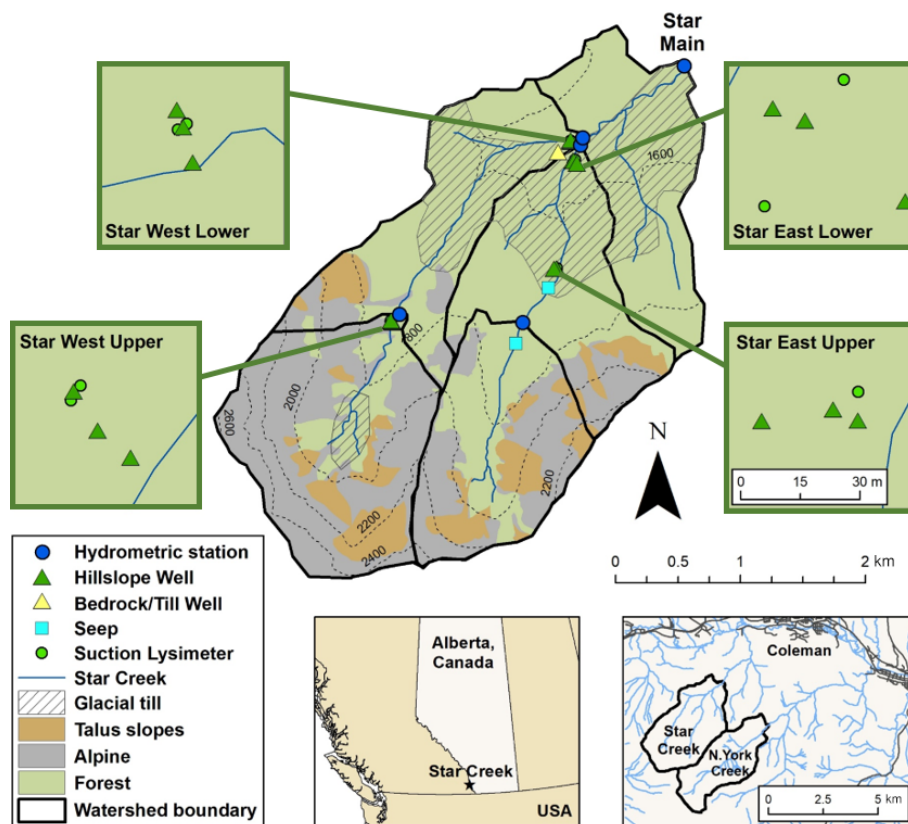 Star
Main
Star West Lower
1600
Star East Lower
Star West Upper
800
2000
2600
2200
2200
2400
Star East Upper
0 15 30 m
N
0 0.5 1 2 km
Hydrometric station
Hillslope Well
Bedrock/Till Well
Seep
Suction Lysimeter
Star Creek
Glacial till
Talus slopes
Alpine
Forest
Watershed boundary
Alberta,
Canada
Star Creek
USA
Coleman
Star
Creek
N.York
Creek
0 2.5 5 km